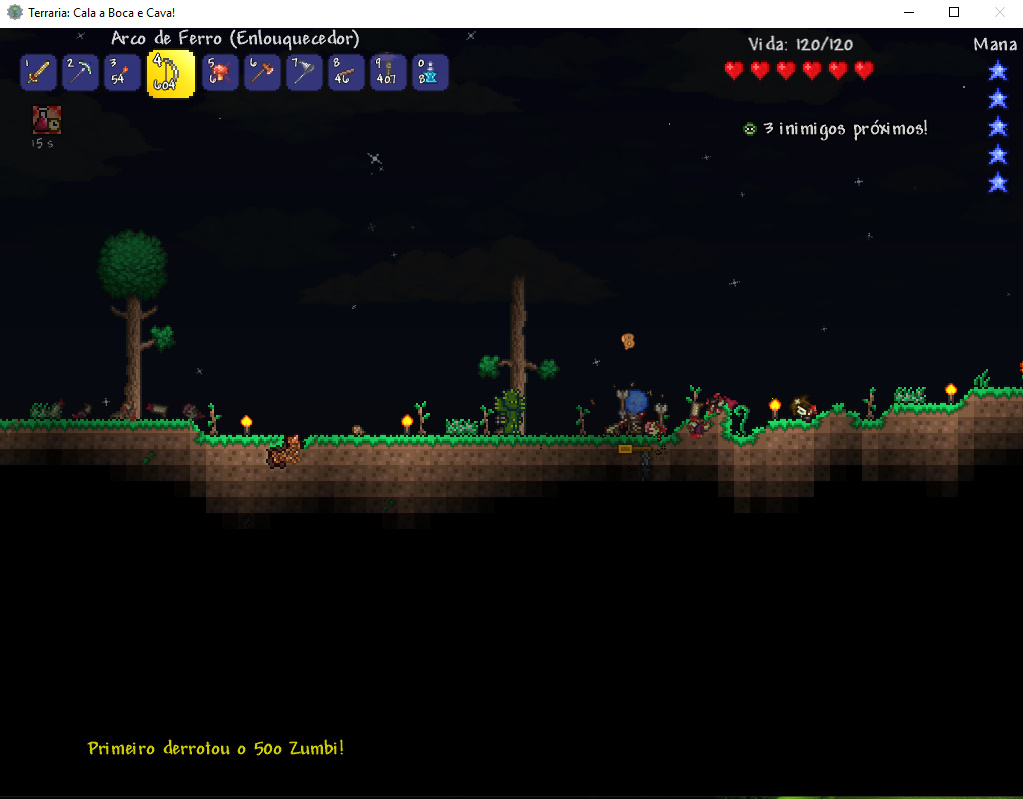 Terraria: Cala a Boca e Cava!
Arco de Ferro (Enlouquecedor)
Vida: 120/120
Mana
1
2
3
54
4
604
5
6
6
7
8
46
9
407
0
8
15 s
3 inimigos próximos!
Primeiro derrotou o 50o Zumbi!